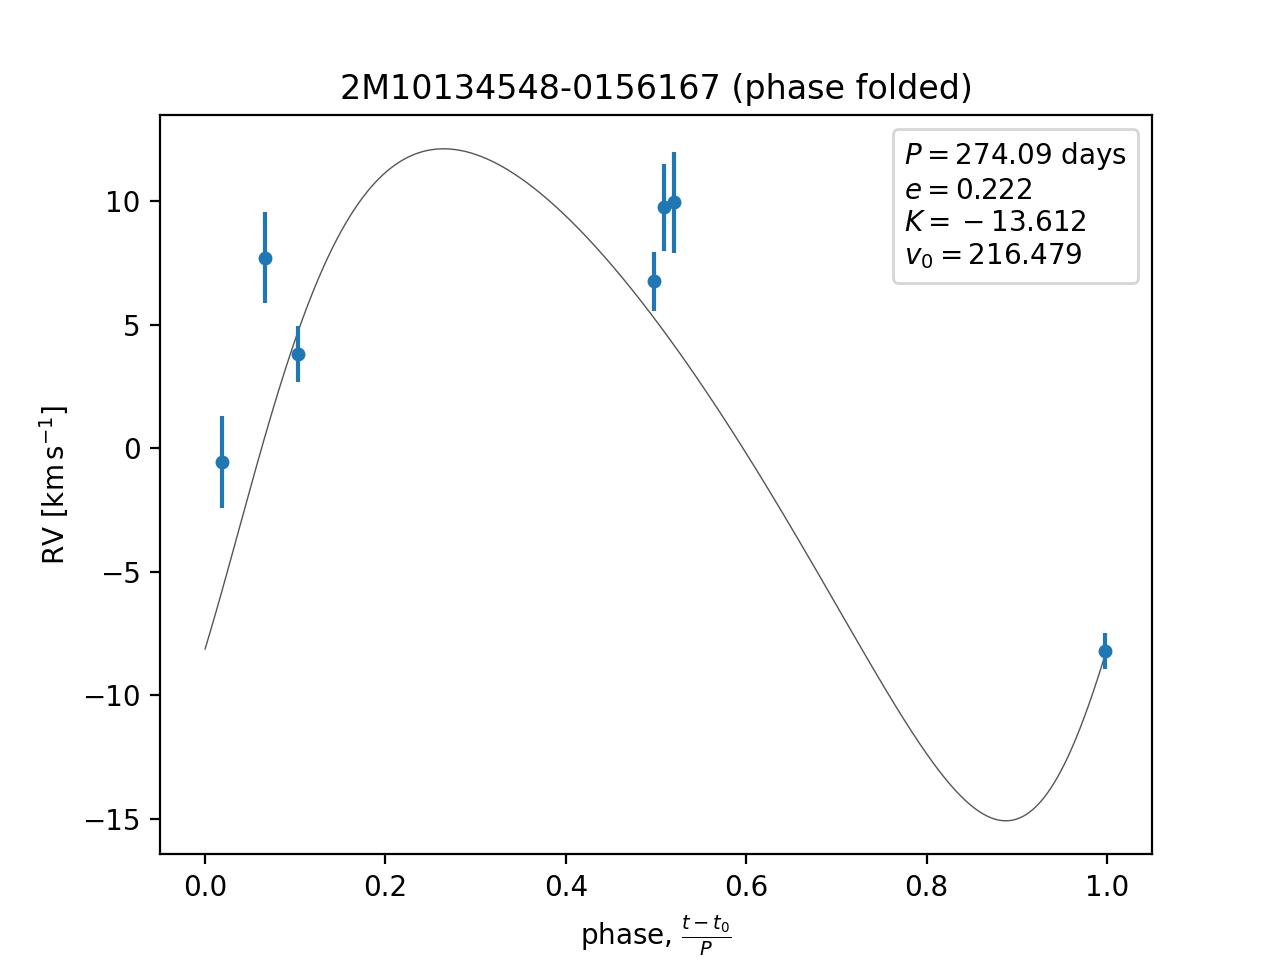 2M10134548-0156167 (phase folded)
P = 274.09 days
e = 0.222
K = −13.612
v₀ = 216.479
10
5
0
−5
−10
−15
RV [km s⁻¹]
0.0 0.2 0.4 0.6 0.8 1.0
phase, (t − t₀)/P